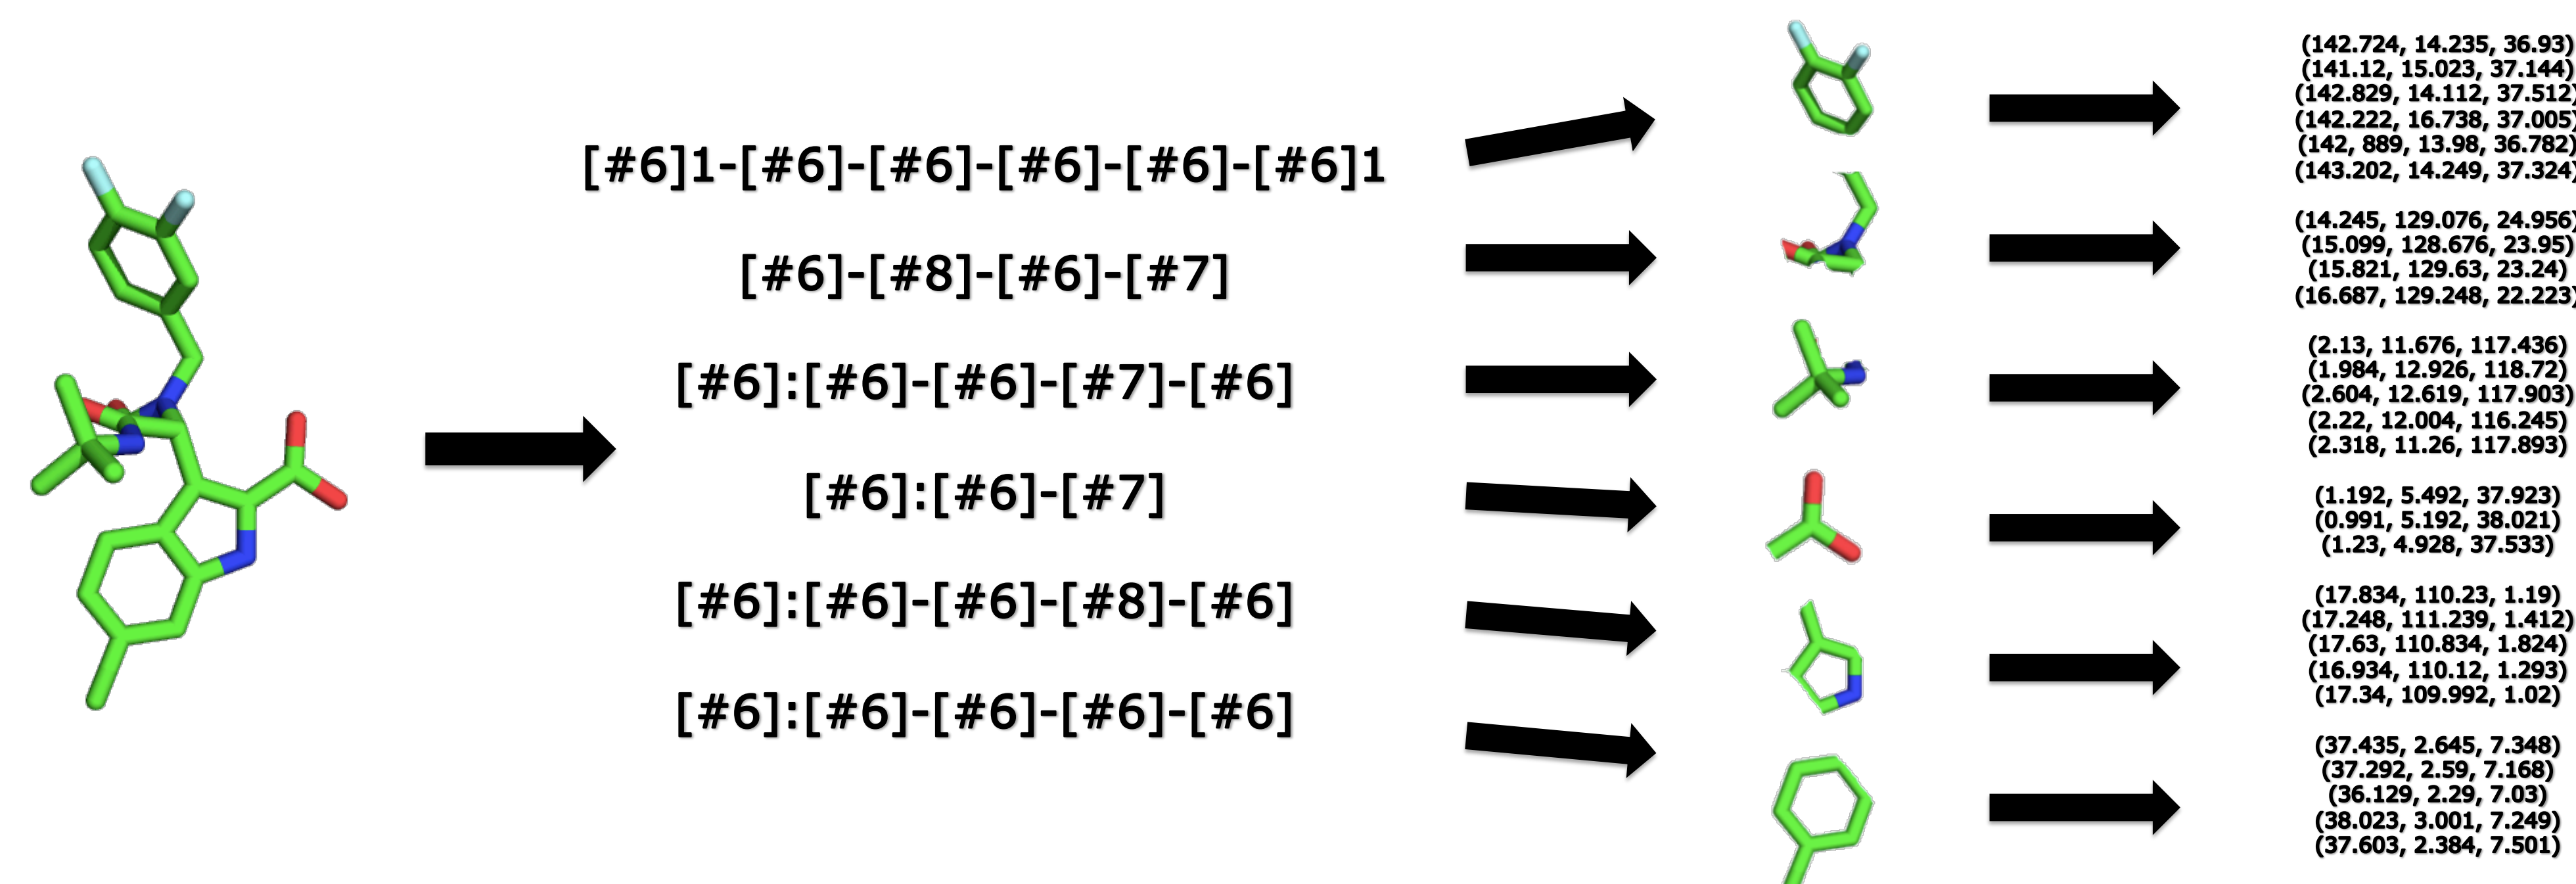 [#6]1-[#6]-[#6]-[#6]-[#6]-[#6]1
[#6]-[#8]-[#6]-[#7]
[#6]:[#6]-[#6]-[#7]-[#6]
[#6]:[#6]-[#7]
[#6]:[#6]-[#6]-[#8]-[#6]
[#6]:[#6]-[#6]-[#6]-[#6]
(142.724, 14.235, 36.93)
(141.12, 15.023, 37.144)
(142.829, 14.112, 37.512)
(142.222, 16.738, 37.005)
(142, 889, 13.98, 36.782)
(143.202, 14.249, 37.324)
(14.245, 129.076, 24.956)
(15.099, 128.676, 23.95)
(15.821, 129.63, 23.24)
(16.687, 129.248, 22.223)
(2.13, 11.676, 117.436)
(1.984, 12.926, 118.72)
(2.604, 12.619, 117.903)
(2.22, 12.004, 116.245)
(2.318, 11.26, 117.893)
(1.192, 5.492, 37.923)
(0.991, 5.192, 38.021)
(1.23, 4.928, 37.533)
(17.834, 110.23, 1.19)
(17.248, 111.239, 1.412)
(17.63, 110.834, 1.824)
(16.934, 110.12, 1.293)
(17.34, 109.992, 1.02)
(37.435, 2.645, 7.348)
(37.292, 2.59, 7.168)
(36.129, 2.29, 7.03)
(38.023, 3.001, 7.249)
(37.603, 2.384, 7.501)